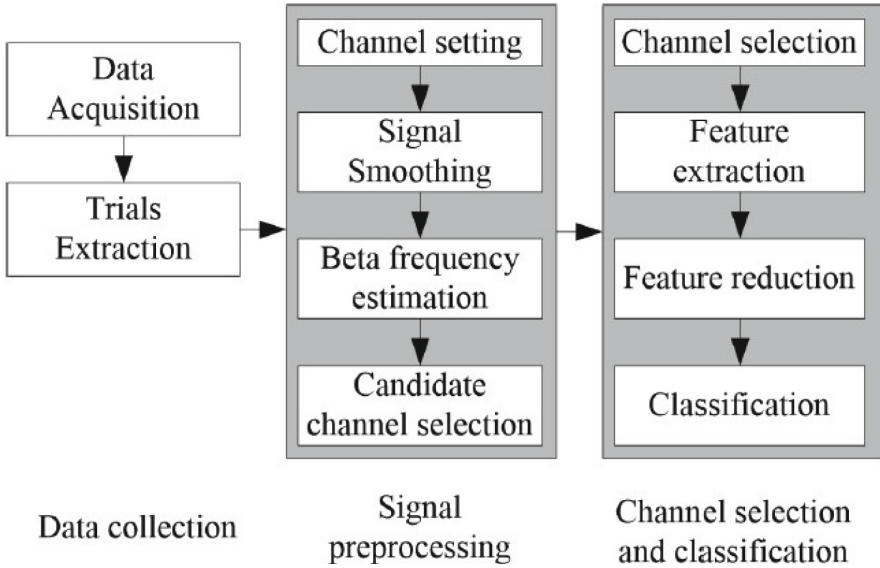 Data
Acquisition
Trials
Extraction
Channel setting
Signal
Smoothing
Beta frequency
estimation
Candidate
channel selection
Channel selection
Feature
extraction
Feature reduction
Classification
Data collection
Signal
preprocessing
Channel selection
and classification